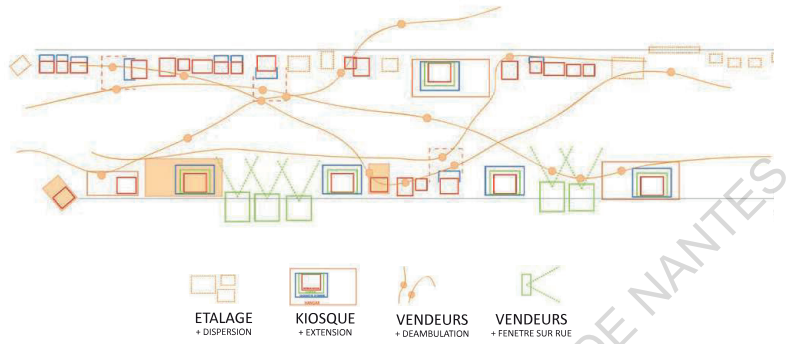 ETALAGE
+ DISPERSION
KIOSQUE
+ EXTENSION
VENDEURS
+ DEAMBULATION
VENDEURS
+ FENETRE SUR RUE
DE NANTES